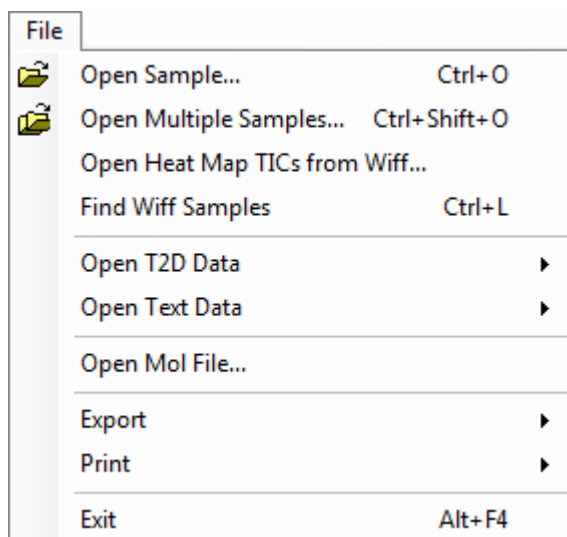 File
Open Sample... Ctrl+O
Open Multiple Samples... Ctrl+Shift+O
Open Heat Map TICs from Wiff...
Find Wiff Samples Ctrl+L
Open T2D Data
Open Text Data
Open Mol File...
Export
Print
Exit Alt+F4